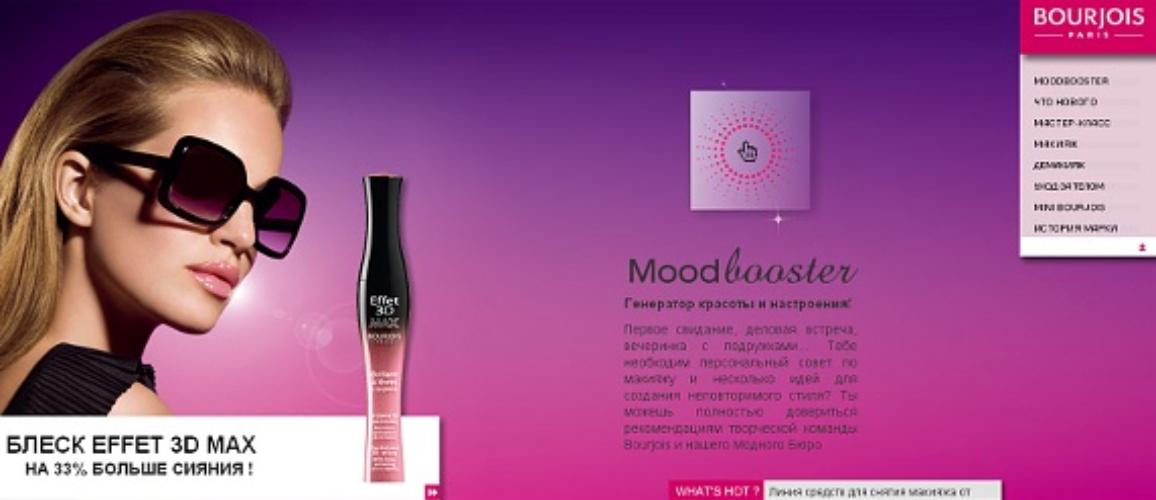 BOURJOIS
PARIS
MOODBOOSTER
ЧТО НОВОГО
МАСТЕР-КЛАСС
МАКИЯЖ
ДЕМАКИЯЖ
УХОД ЗА ТЕЛОМ
MINI BOURJOIS
ИСТОРИЯ МАРКИ
Effet
3D
MAX
BOURJOIS
Moodbooster
Генератор красоты и настроения!
Первое свидание, деловая встреча,
вечеринка с подружками... Тебе
необходим персональный совет по
макияжу и несколько идей для
создания неповторимого стиля? Ты
можешь полностью довериться
рекомендациям творческой команды
Bourjois и нашего Модного Бюро
БЛЕСК EFFET 3D MAX
НА 33% БОЛЬШЕ СИЯНИЯ !
WHAT'S HOT ? Линия средств для снятия макияжа от